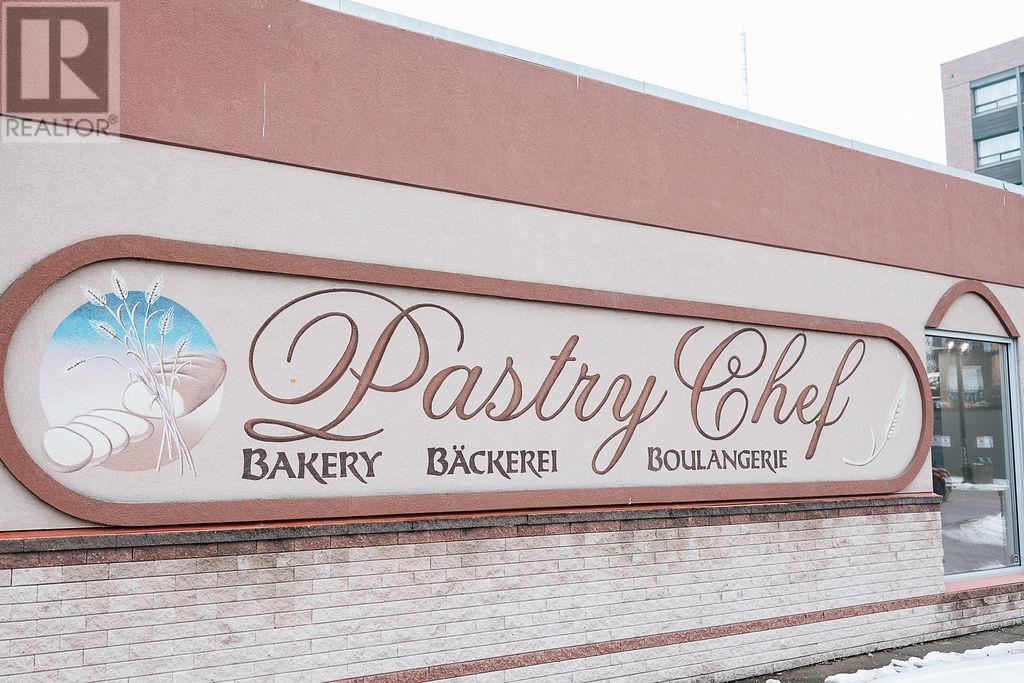 REALTOR®
Pastry Chef
BAKERY BÄCKEREI BOULANGERIE